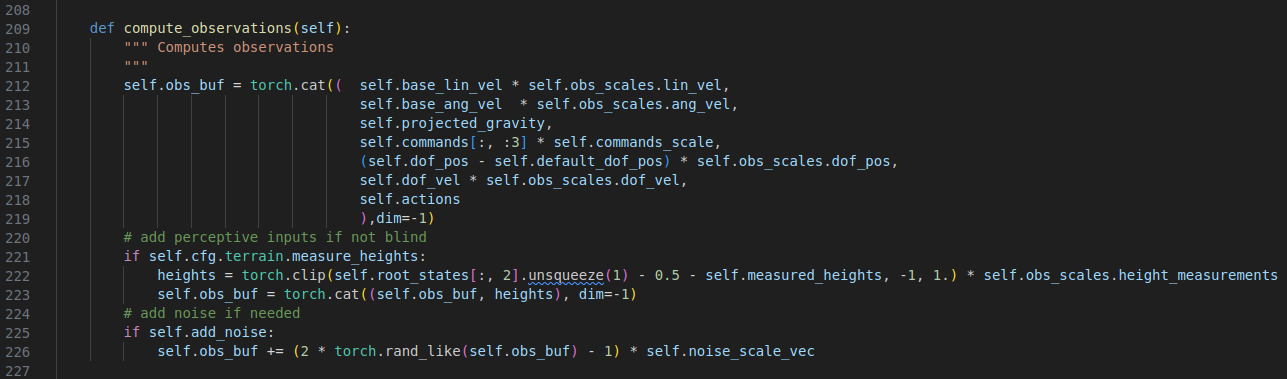 208
209 def compute_observations(self):
210 """ Computes observations
211 """
212 self.obs_buf = torch.cat((  self.base_lin_vel * self.obs_scales.lin_vel,
213 self.base_ang_vel  * self.obs_scales.ang_vel,
214 self.projected_gravity,
215 self.commands[:, :3] * self.commands_scale,
216 (self.dof_pos - self.default_dof_pos) * self.obs_scales.dof_pos,
217 self.dof_vel * self.obs_scales.dof_vel,
218 self.actions
219 ),dim=-1)
220 # add perceptive inputs if not blind
221 if self.cfg.terrain.measure_heights:
222 heights = torch.clip(self.root_states[:, 2].unsqueeze(1) - 0.5 - self.measured_heights, -1, 1.) * self.obs_scales.height_measurements
223 self.obs_buf = torch.cat((self.obs_buf, heights), dim=-1)
224 # add noise if needed
225 if self.add_noise:
226 self.obs_buf += (2 * torch.rand_like(self.obs_buf) - 1) * self.noise_scale_vec
227